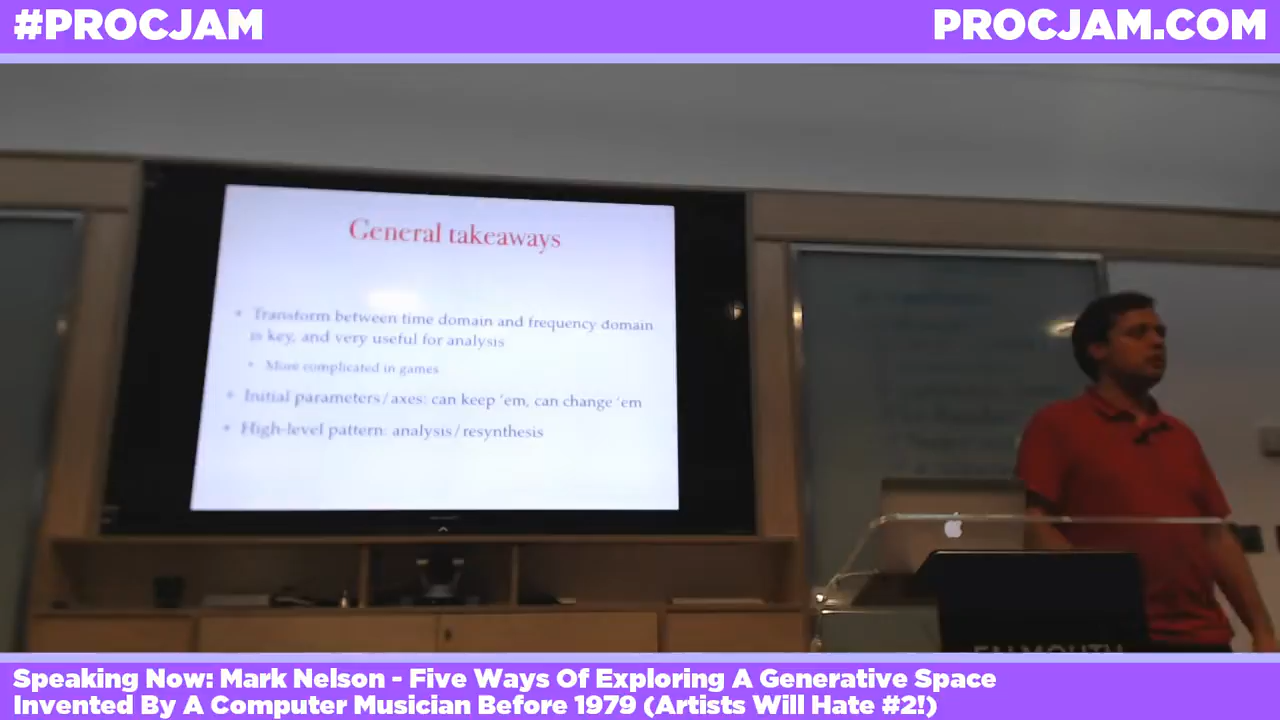 #PROCJAM
PROCJAM.COM
General takeaways
Transform between time domain and frequency domain
is key, and very useful for analysis
More complicated in games
Initial parameters/axes: can keep 'em, can change 'em
High-level pattern: analysis/resynthesis
FALMOUTH
Speaking Now: Mark Nelson - Five Ways Of Exploring A Generative Space
Invented By A Computer Musician Before 1979 (Artists Will Hate #2!)